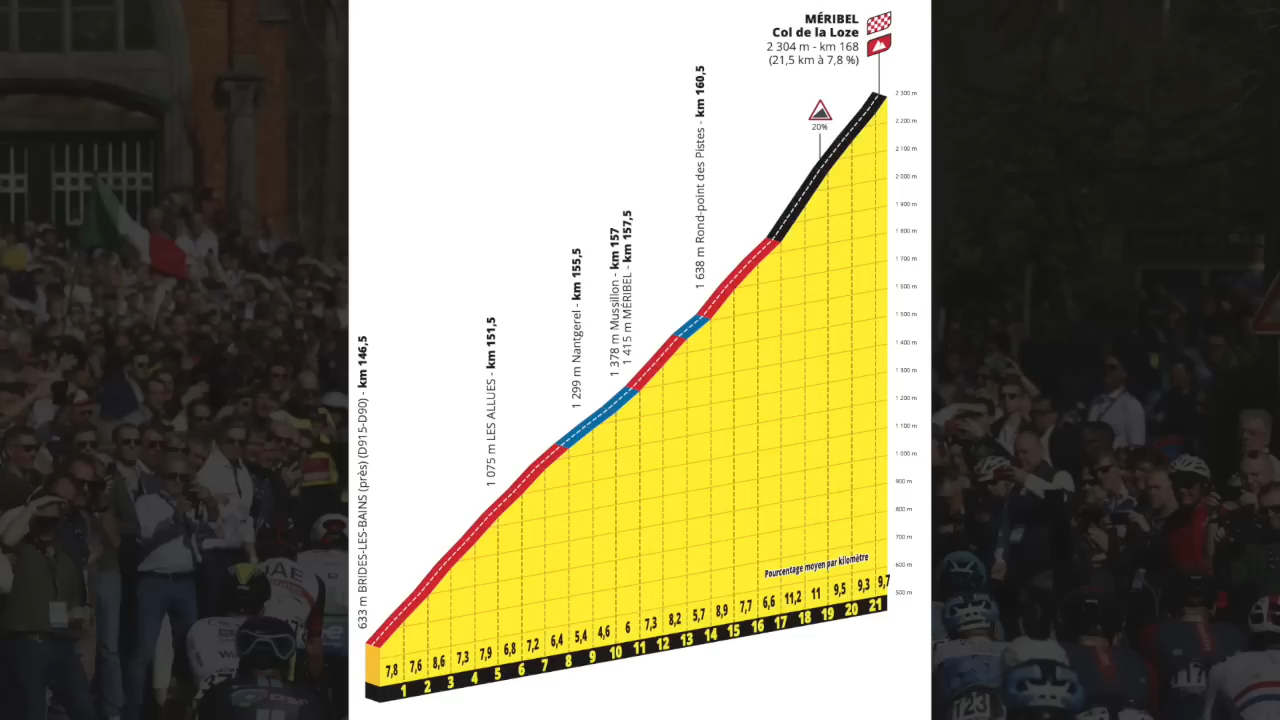 MÉRIBEL
Col de la Loze
2 304 m - km 168
(21,5 km à 7,8 %)
20%
1 638 m Rond-point des Pistes - km 160,5
1 415 m MÉRIBEL - km 157,5
1 378 m Mussillon - km 157
1 299 m Nantgerel - km 155,5
1 075 m LES ALLUES - km 151,5
633 m BRIDES-LES-BAINS (près) (D915-D90) - km 146,5
2 300 m
2 200 m
2 100 m
2 000 m
1 900 m
1 800 m
1 700 m
1 600 m
1 500 m
1 400 m
1 300 m
1 200 m
1 100 m
1 000 m
900 m
800 m
700 m
600 m
500 m
Pourcentage moyen par kilomètre
7,8 7,6 8,6 7,3 7,9 6,8 7,2 6,4 5,4 4,6 6 7,3 8,2 5,7 8,9 7,7 6,6 11,2 11 9,5 9,3 9,7
1 2 3 4 5 6 7 8 9 10 11 12 13 14 15 16 17 18 19 20 21
123